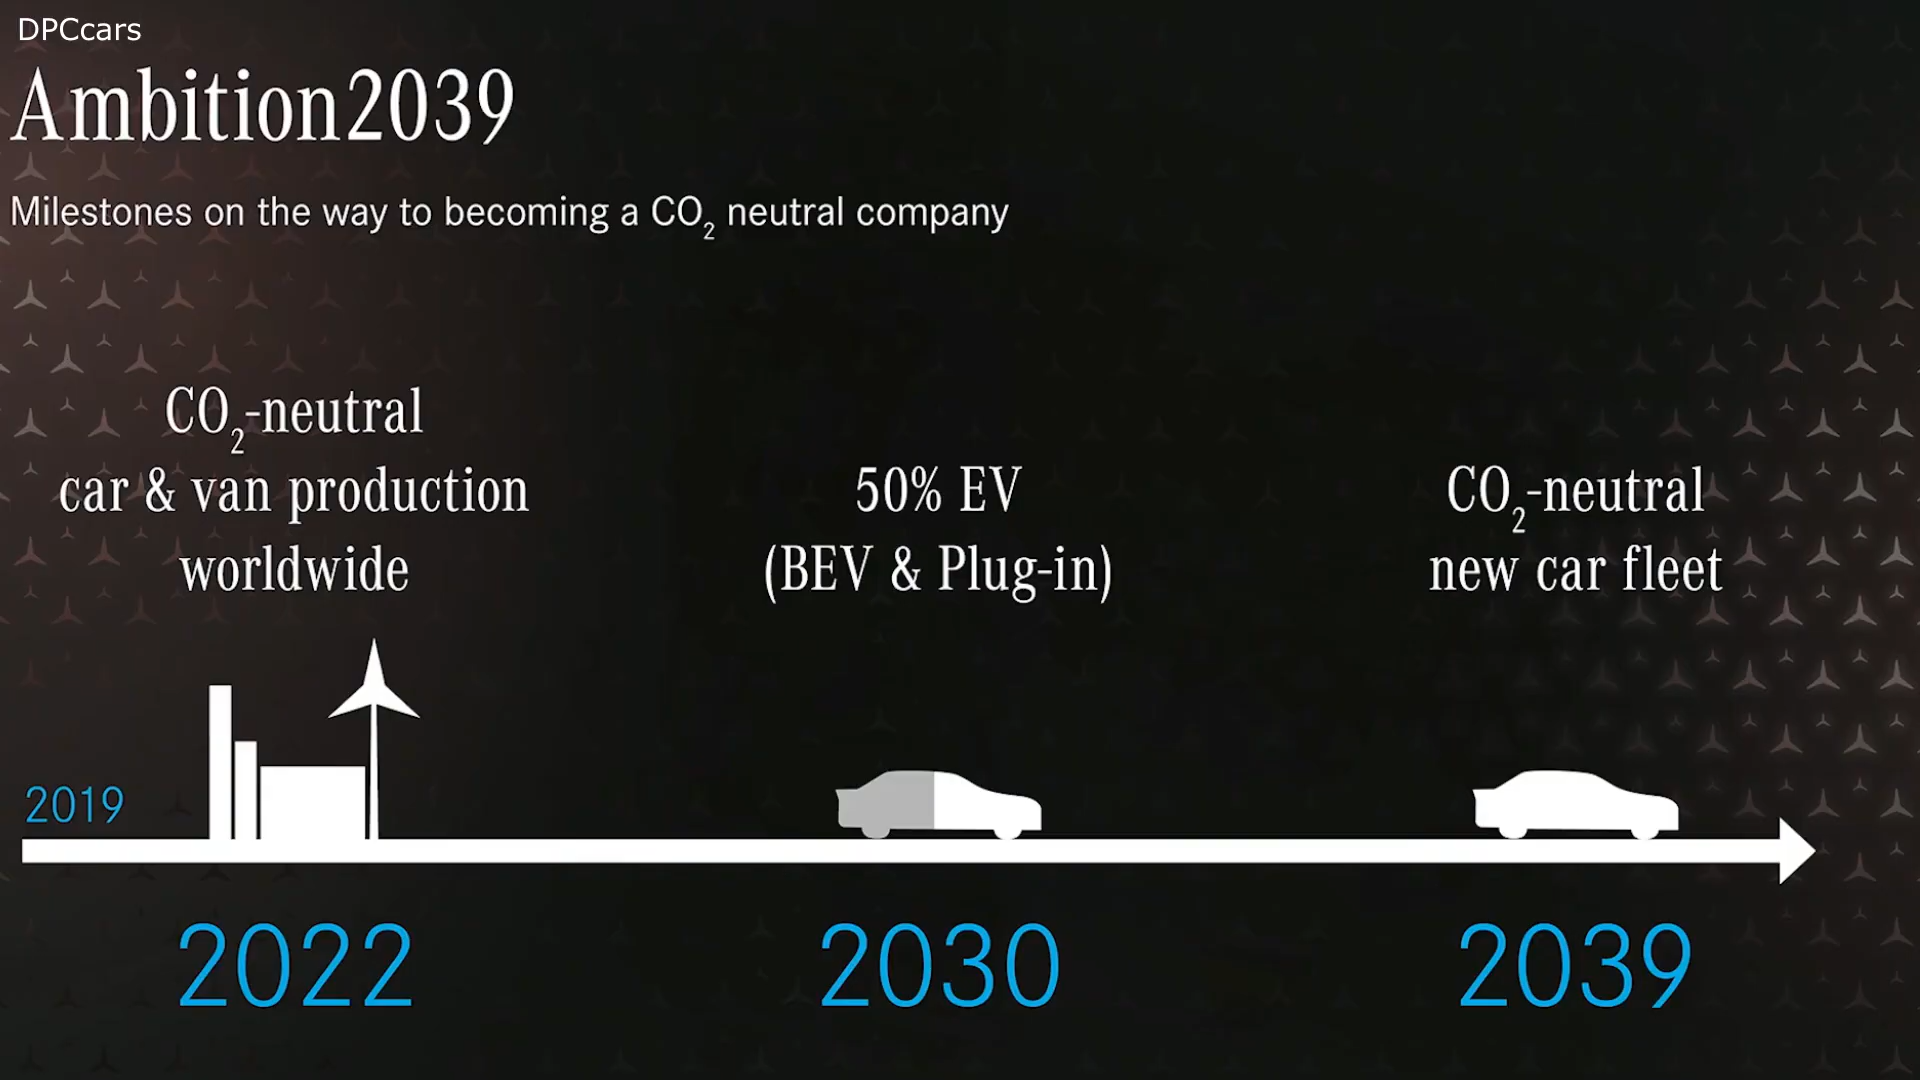 DPCcars
Ambition2039
Milestones on the way to becoming a CO₂ neutral company
CO₂-neutral
car & van production
worldwide
50% EV
(BEV & Plug-in)
CO₂-neutral
new car fleet
2019
2022
2030
2039